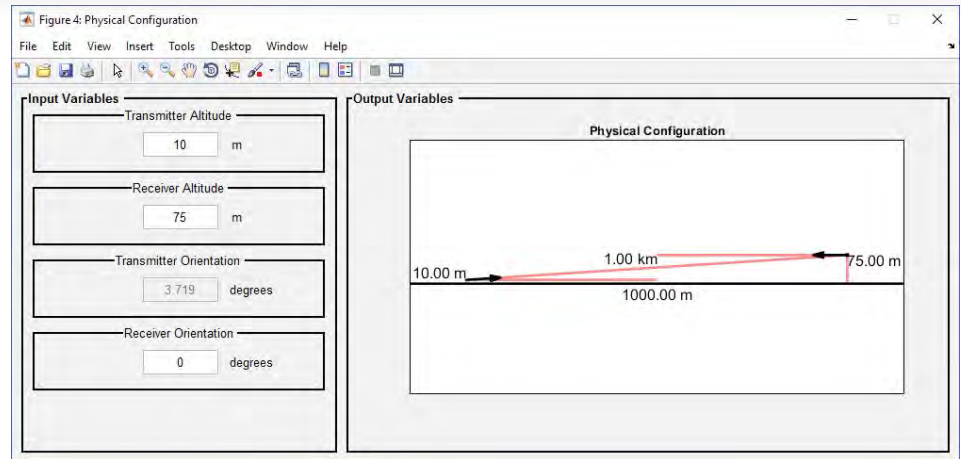 Figure 4: Physical Configuration
File Edit View Insert Tools Desktop Window Help
Input Variables
Transmitter Altitude
10 m
Receiver Altitude
75 m
Transmitter Orientation
3.719 degrees
Receiver Orientation
0 degrees
Output Variables
Physical Configuration
1.00 km
75.00 m
10.00 m
1000.00 m